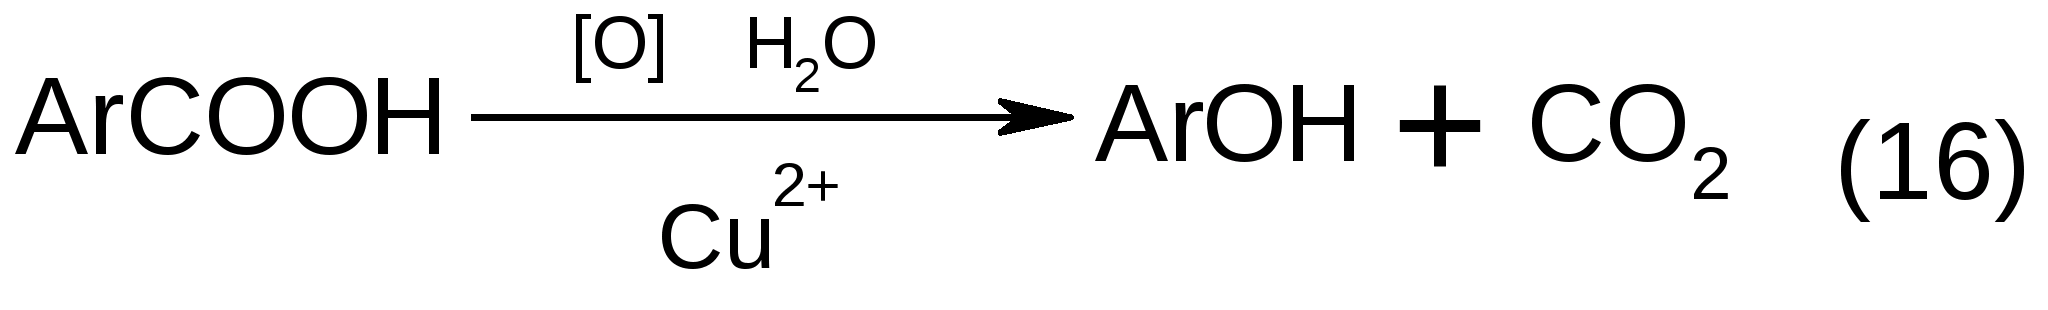 [O] H₂O
ArCOOH ArOH + CO₂ (16)
Cu²⁺